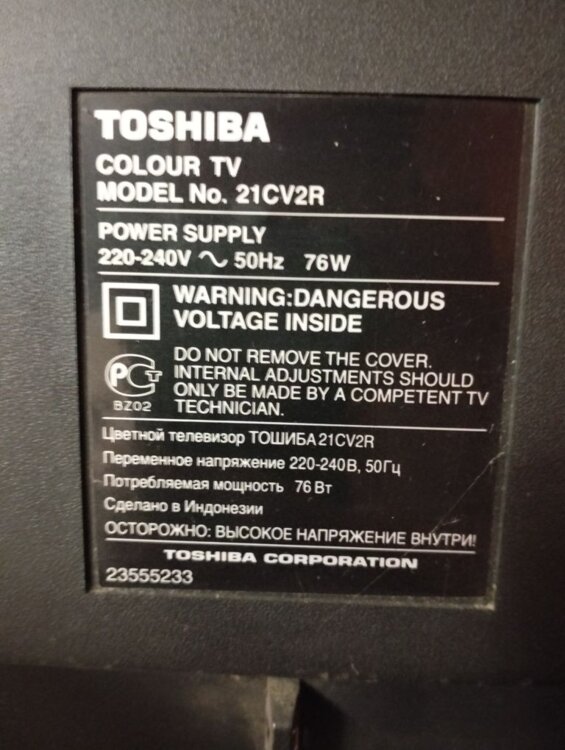 TOSHIBA
COLOUR TV
MODEL No. 21CV2R
POWER SUPPLY
220-240V ∿ 50Hz 76W
WARNING:DANGEROUS
VOLTAGE INSIDE
DO NOT REMOVE THE COVER.
INTERNAL ADJUSTMENTS SHOULD
ONLY BE MADE BY A COMPETENT TV
TECHNICIAN.
РСТ
BZ02
Цветной телевизор ТОШИБА 21CV2R
Переменное напряжение 220-240В, 50Гц
Потребляемая мощность 76 Вт
Сделано в Индонезии
ОСТОРОЖНО: ВЫСОКОЕ НАПРЯЖЕНИЕ ВНУТРИ!
TOSHIBA CORPORATION
23555233